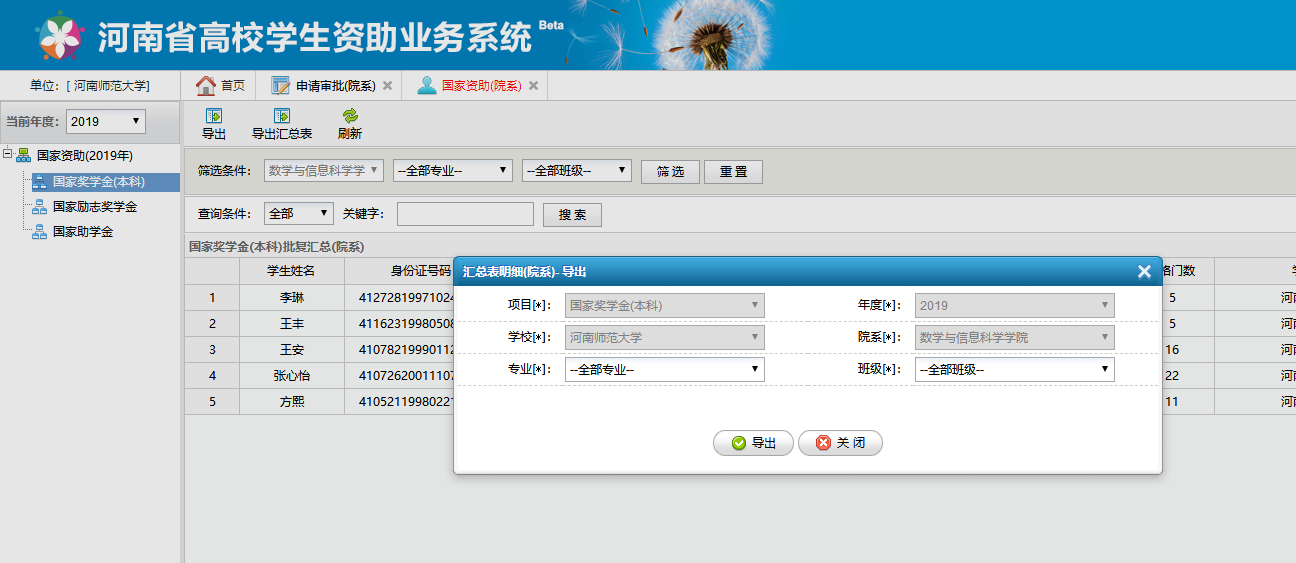 河南省高校学生资助业务系统 Beta
单位：[ 河南师范大学]
首页 申请审批(院系) 国家资助(院系)
当前年度： 2019
导出 导出汇总表 刷新
国家资助(2019年)
国家奖学金(本科)
国家励志奖学金
国家助学金
筛选条件： 数学与信息科学学 --全部专业-- --全部班级-- 筛 选 重 置
查询条件： 全部 关键字： 搜 索
国家奖学金(本科)批复汇总(院系)
学生姓名 身份证号码 门数
1 李琳 41272819971024 5 河
2 王丰 41162319980508 5 河
3 王安 41078219990112 16 河
4 张心怡 41072620011107 22 河
5 方熙 41052119980221 11 河
汇总表明细(院系)- 导出
项目[*]： 国家奖学金(本科) 年度[*]： 2019
学校[*]： 河南师范大学 院系[*]： 数学与信息科学学院
专业[*]： --全部专业-- 班级[*]： --全部班级--
导出 关 闭